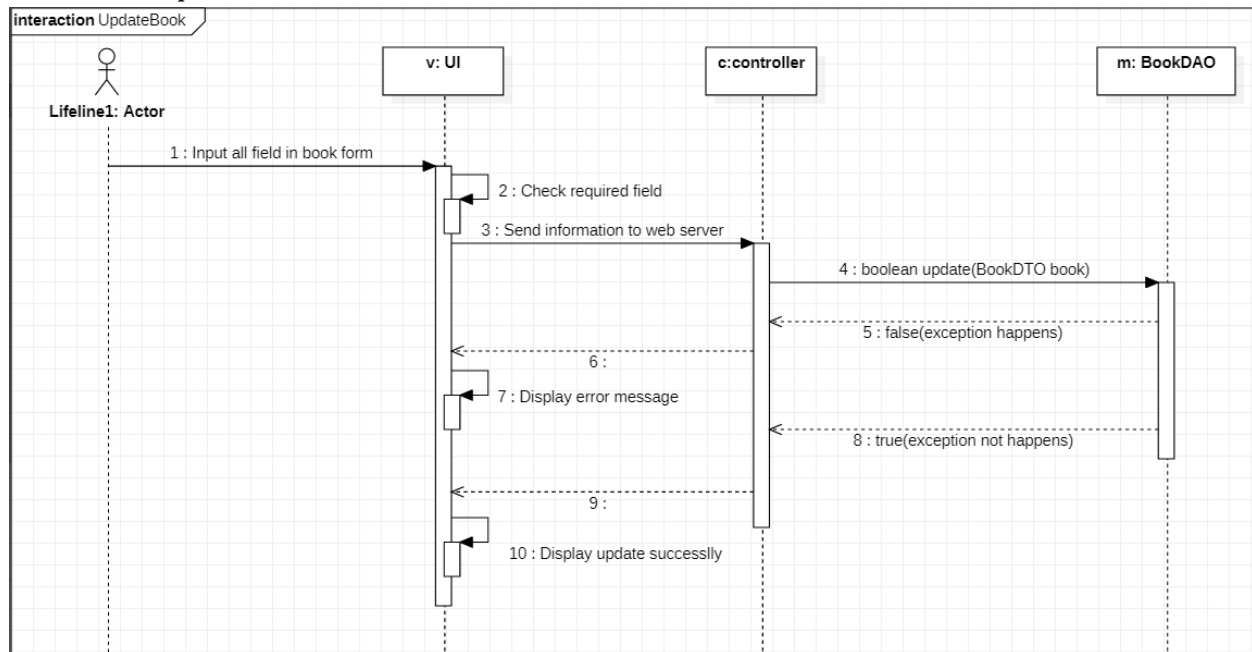 interaction UpdateBook
v: UI
c:controller
m: BookDAO
Lifeline1: Actor
1 : Input all field in book form
2 : Check required field
3 : Send information to web server
4 : boolean update(BookDTO book)
5 : false(exception happens)
6 :
7 : Display error message
8 : true(exception not happens)
9 :
10 : Display update successlly